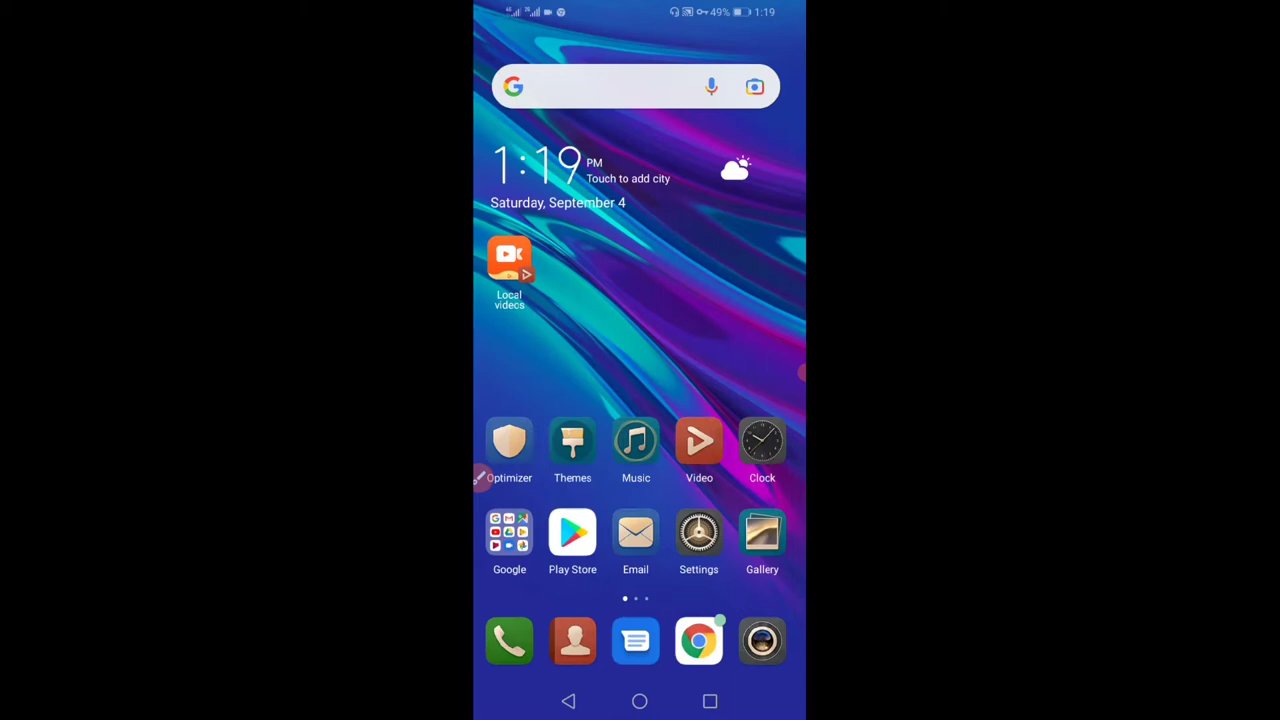 49% 1:19
1:19 PM
Touch to add city
Saturday, September 4
Local
videos
Optimizer Themes Music Video Clock
Google Play Store Email Settings Gallery